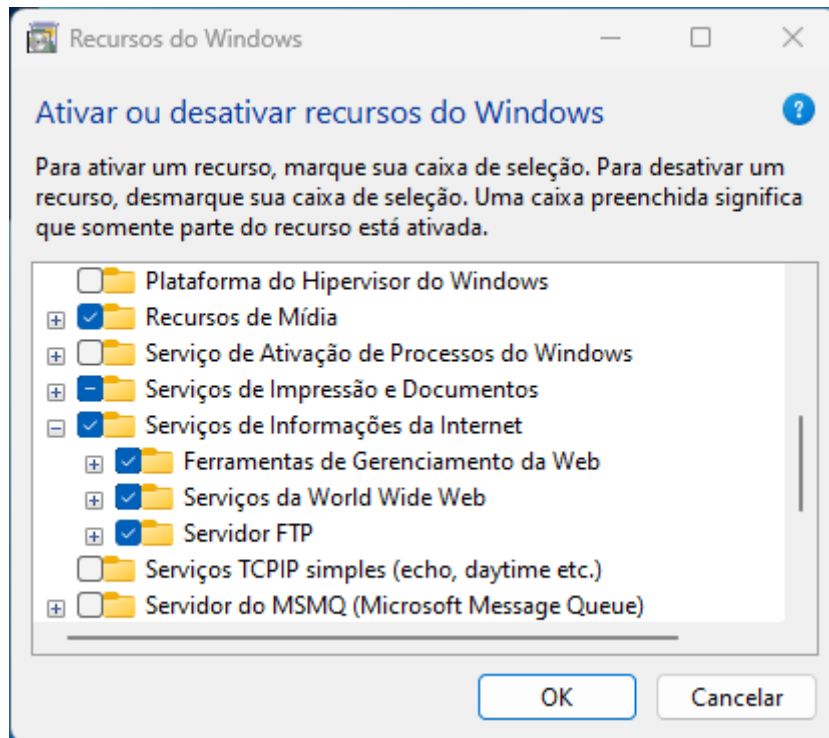 Recursos do Windows
Ativar ou desativar recursos do Windows
?
Para ativar um recurso, marque sua caixa de seleção. Para desativar um
recurso, desmarque sua caixa de seleção. Uma caixa preenchida significa
que somente parte do recurso está ativada.
Plataforma do Hipervisor do Windows
Recursos de Mídia
Serviço de Ativação de Processos do Windows
Serviços de Impressão e Documentos
Serviços de Informações da Internet
Ferramentas de Gerenciamento da Web
Serviços da World Wide Web
Servidor FTP
Serviços TCPIP simples (echo, daytime etc.)
Servidor do MSMQ (Microsoft Message Queue)
OK
Cancelar